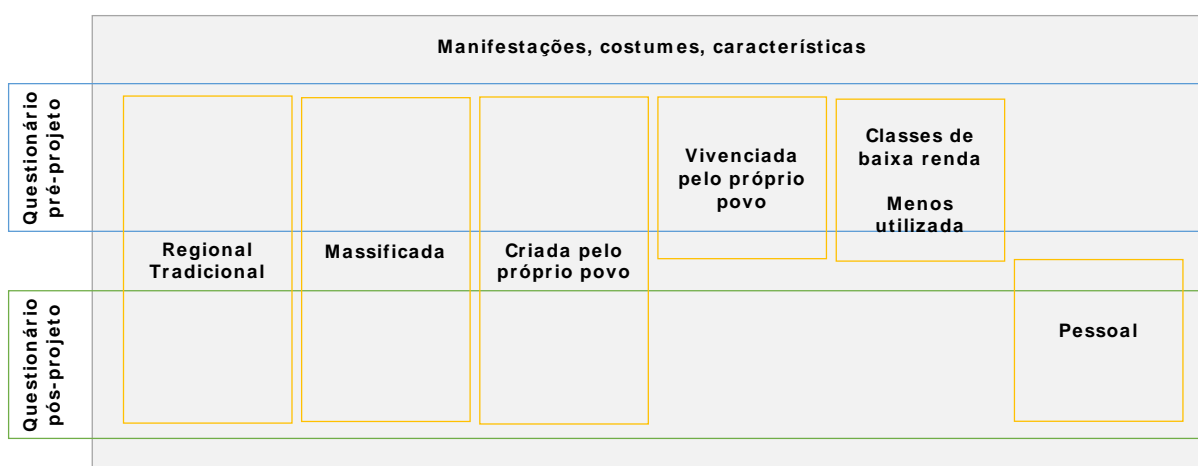 Manifestações, costumes, características
Questionário
pré-projeto
Regional
Tradicional
Massificada
Criada pelo
próprio povo
Vivenciada
pelo próprio
povo
Classes de
baixa renda
Menos
utilizada
Questionário
pós-projeto
Pessoal